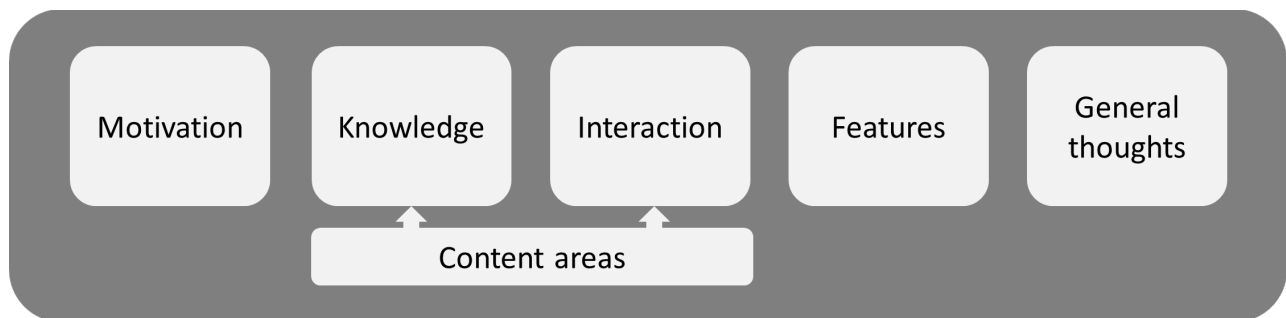 Motivation
Knowledge
Interaction
Features
General
thoughts
Content areas